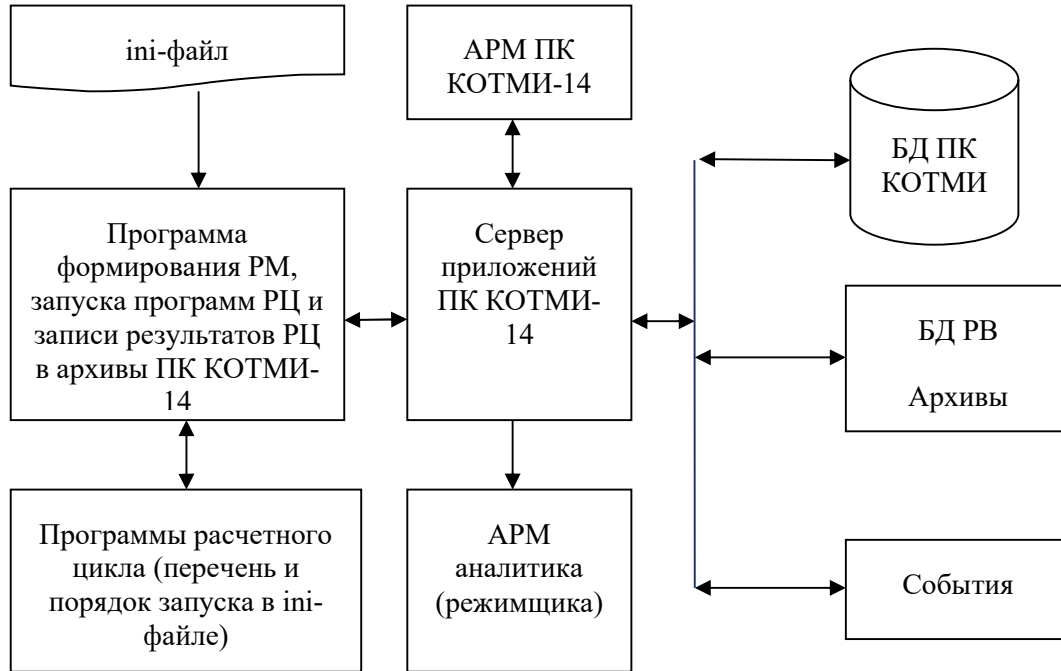 ini-файл
АРМ ПК
КОТМИ-14
БД ПК
КОТМИ
Программа
формирования РМ,
запуска программ РЦ и
записи результатов РЦ
в архивы ПК КОТМИ-
14
Сервер
приложений
ПК КОТМИ-
14
БД РВ
Архивы
Программы расчетного
цикла (перечень и
порядок запуска в ini-
файле)
АРМ
аналитика
(режимщика)
События